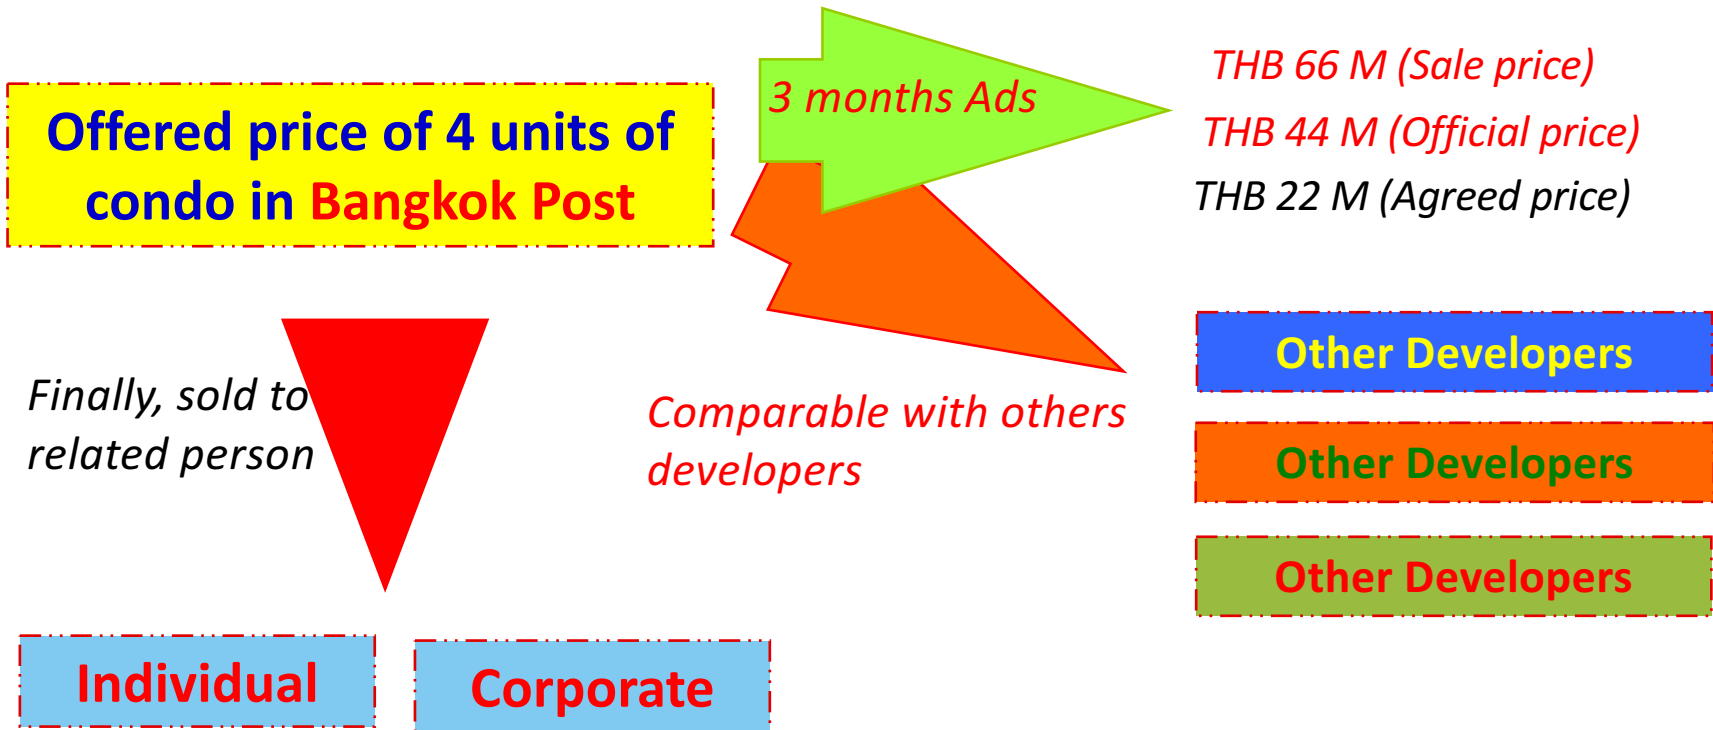 Offered price of 4 units of
condo in Bangkok Post
3 months Ads
THB 66 M (Sale price)
THB 44 M (Official price)
THB 22 M (Agreed price)
Finally, sold to
related person
Comparable with others
developers
Other Developers
Other Developers
Other Developers
Individual
Corporate